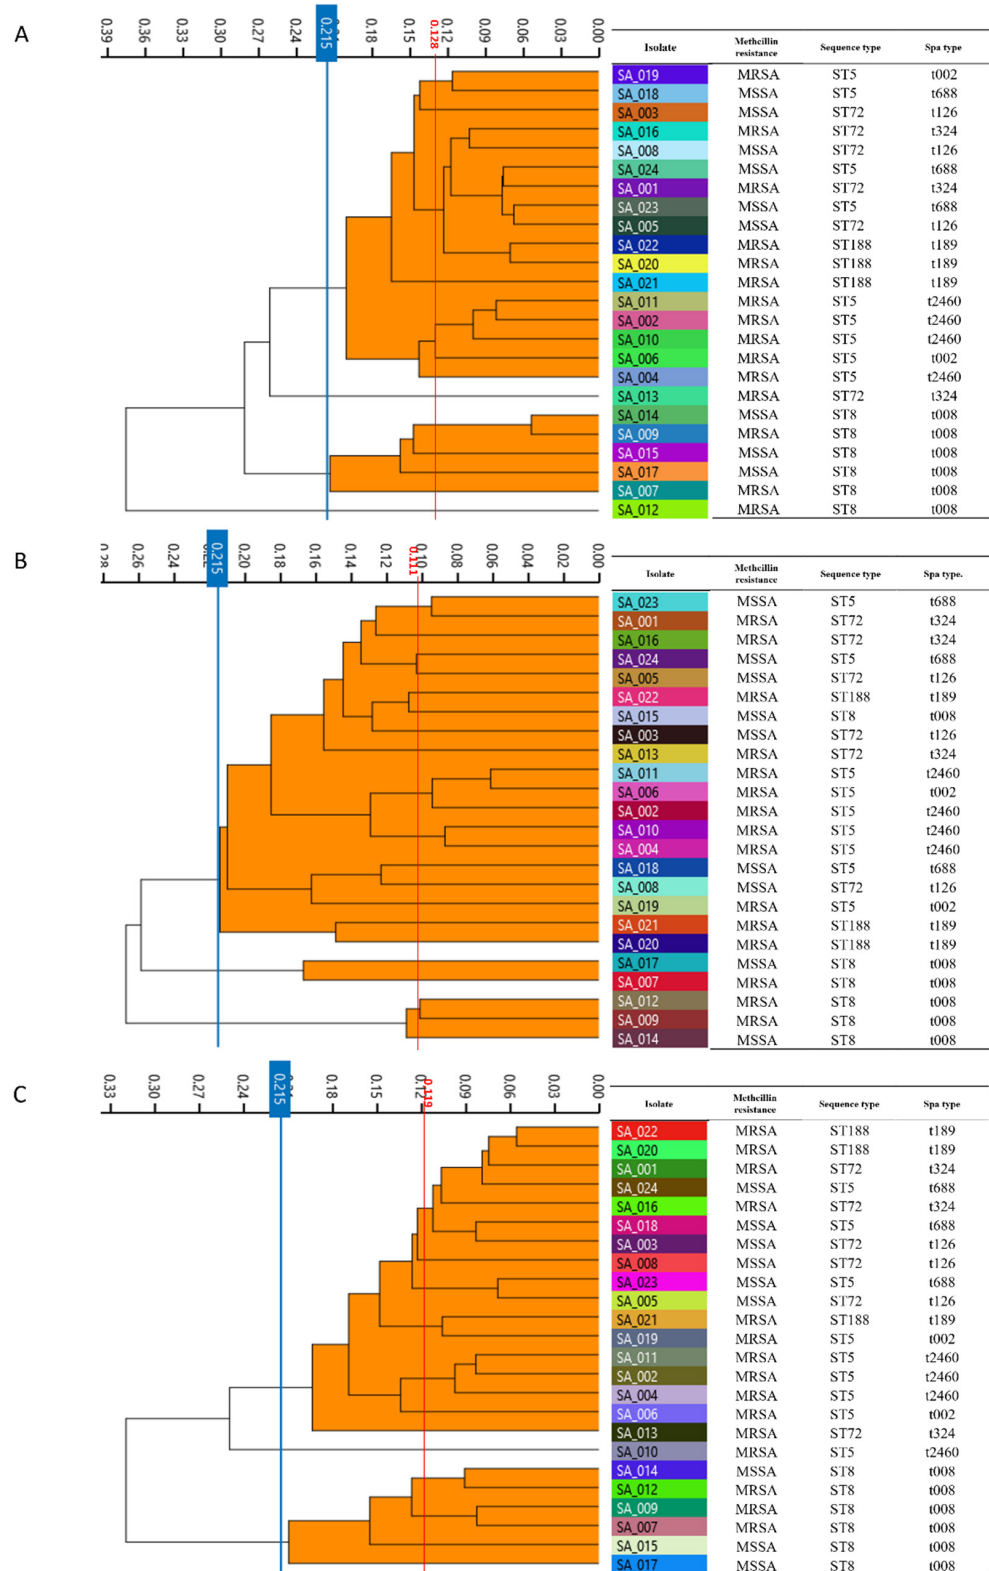 A
0.39 0.36 0.33 0.30 0.27 0.24 0.215 0.18 0.15 0.128 0.12 0.09 0.06 0.03 0.00
Isolate Methcillin resistance Sequence type Spa type
SA_019 MRSA ST5 t002
SA_018 MSSA ST5 t688
SA_003 MSSA ST72 t126
SA_016 MRSA ST72 t324
SA_008 MSSA ST72 t126
SA_024 MSSA ST5 t688
SA_001 MRSA ST72 t324
SA_023 MSSA ST5 t688
SA_005 MSSA ST72 t126
SA_022 MRSA ST188 t189
SA_020 MRSA ST188 t189
SA_021 MRSA ST188 t189
SA_011 MRSA ST5 t2460
SA_002 MRSA ST5 t2460
SA_010 MRSA ST5 t2460
SA_006 MRSA ST5 t002
SA_004 MRSA ST5 t2460
SA_013 MRSA ST72 t324
SA_014 MSSA ST8 t008
SA_009 MRSA ST8 t008
SA_015 MSSA ST8 t008
SA_017 MSSA ST8 t008
SA_007 MRSA ST8 t008
SA_012 MRSA ST8 t008
B
0.28 0.26 0.24 0.215 0.20 0.18 0.16 0.14 0.12 0.111 0.10 0.08 0.06 0.04 0.02 0.00
Isolate Methcillin resistance Sequence type Spa type.
SA_023 MSSA ST5 t688
SA_001 MRSA ST72 t324
SA_016 MRSA ST72 t324
SA_024 MSSA ST5 t688
SA_005 MSSA ST72 t126
SA_022 MRSA ST188 t189
SA_015 MSSA ST8 t008
SA_003 MSSA ST72 t126
SA_013 MRSA ST72 t324
SA_011 MRSA ST5 t2460
SA_006 MRSA ST5 t002
SA_002 MRSA ST5 t2460
SA_010 MRSA ST5 t2460
SA_004 MRSA ST5 t2460
SA_018 MSSA ST5 t688
SA_008 MSSA ST72 t126
SA_019 MRSA ST5 t002
SA_021 MRSA ST188 t189
SA_020 MRSA ST188 t189
SA_017 MSSA ST8 t008
SA_007 MRSA ST8 t008
SA_012 MRSA ST8 t008
SA_009 MRSA ST8 t008
SA_014 MSSA ST8 t008
C
0.33 0.30 0.27 0.24 0.215 0.18 0.15 0.12 0.119 0.09 0.06 0.03 0.00
Isolate Methcillin resistance Sequence type Spa type
SA_022 MRSA ST188 t189
SA_020 MRSA ST188 t189
SA_001 MRSA ST72 t324
SA_024 MSSA ST5 t688
SA_016 MRSA ST72 t324
SA_018 MSSA ST5 t688
SA_003 MSSA ST72 t126
SA_008 MSSA ST72 t126
SA_023 MSSA ST5 t688
SA_005 MSSA ST72 t126
SA_021 MRSA ST188 t189
SA_019 MRSA ST5 t002
SA_011 MRSA ST5 t2460
SA_002 MRSA ST5 t2460
SA_004 MRSA ST5 t2460
SA_006 MRSA ST5 t002
SA_013 MRSA ST72 t324
SA_010 MRSA ST5 t2460
SA_014 MSSA ST8 t008
SA_012 MRSA ST8 t008
SA_009 MRSA ST8 t008
SA_007 MRSA ST8 t008
SA_015 MSSA ST8 t008
SA_017 MSSA ST8 t008